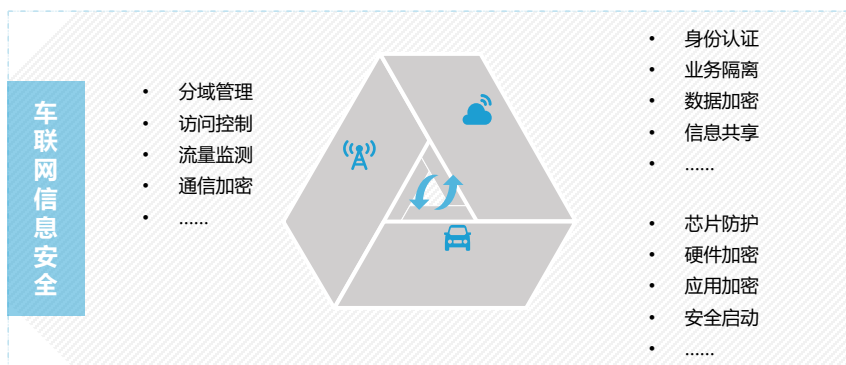 车联网信息安全
• 分域管理
• 访问控制
• 流量监测
• 通信加密
• ......
• 身份认证
• 业务隔离
• 数据加密
• 信息共享
• ......
• 芯片防护
• 硬件加密
• 应用加密
• 安全启动
• ......